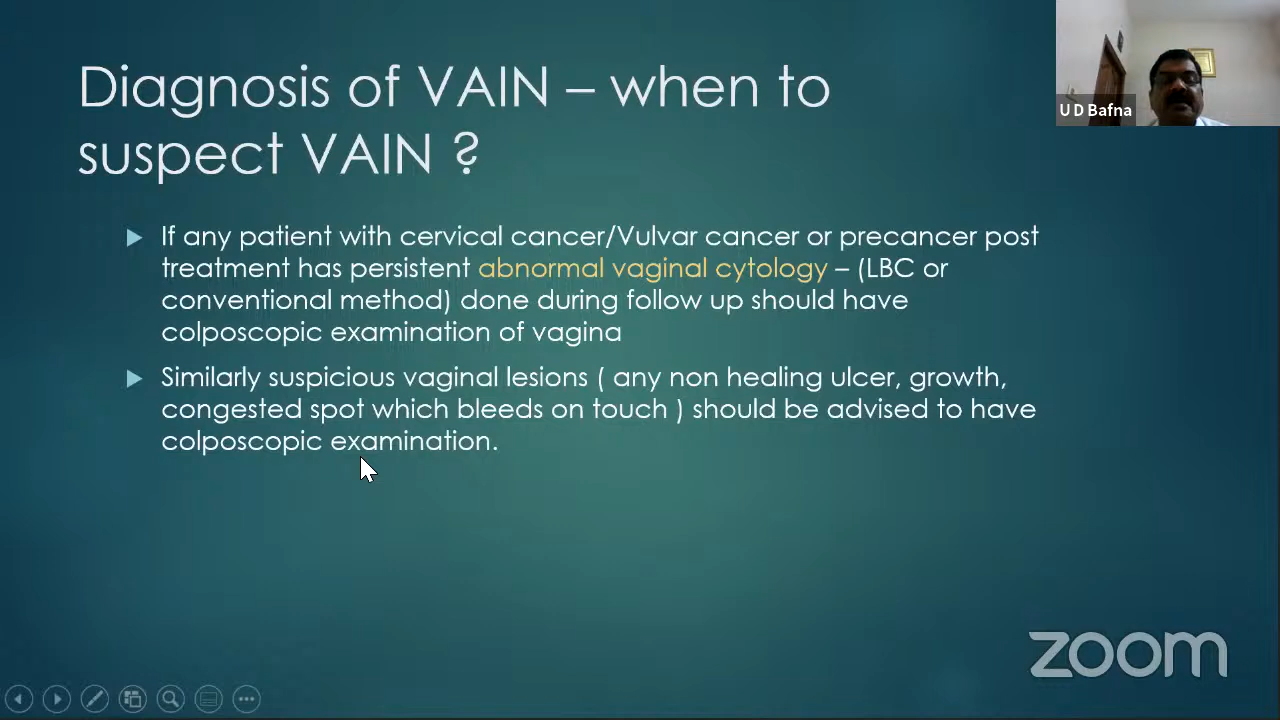 Diagnosis of VAIN – when to
suspect VAIN ?
U D Bafna
If any patient with cervical cancer/Vulvar cancer or precancer post
treatment has persistent abnormal vaginal cytology – (LBC or
conventional method) done during follow up should have
colposcopic examination of vagina
Similarly suspicious vaginal lesions ( any non healing ulcer, growth,
congested spot which bleeds on touch ) should be advised to have
colposcopic examination.
zoom